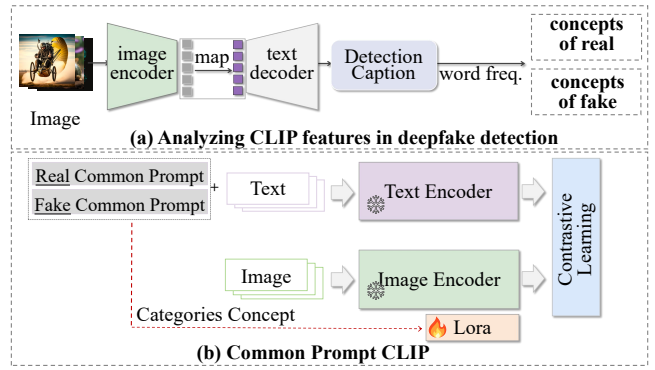 image
encoder
map
text
decoder
Detection
Caption
word freq.
concepts
of real
concepts
of fake
Image
(a) Analyzing CLIP features in deepfake detection
Real Common Prompt
Fake Common Prompt
+
Text
Text Encoder
Image
Image Encoder
Contrastive
Learning
Categories Concept
Lora
(b) Common Prompt CLIP